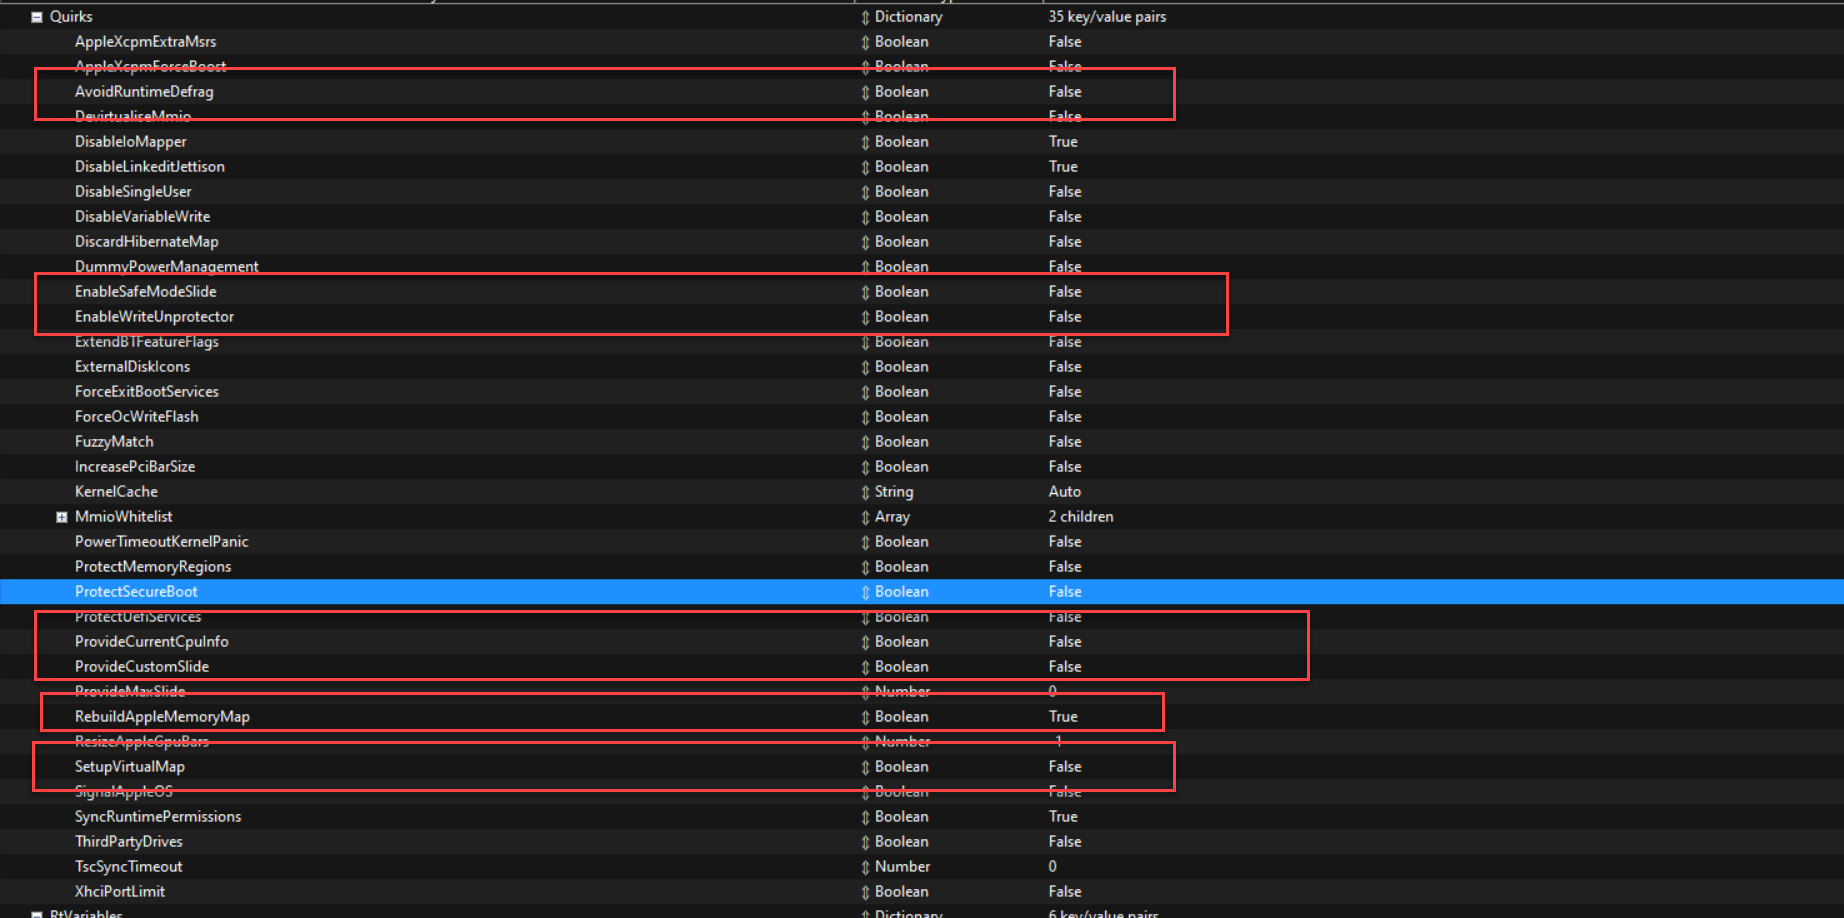 Quirks Dictionary 35 key/value pairs
AppleXcpmExtraMsrs Boolean False
AppleXcpmForceBoost Boolean False
AvoidRuntimeDefrag Boolean False
DevirtualiseMmio Boolean False
DisableIoMapper Boolean True
DisableLinkeditJettison Boolean True
DisableSingleUser Boolean False
DisableVariableWrite Boolean False
DiscardHibernateMap Boolean False
DummyPowerManagement Boolean False
EnableSafeModeSlide Boolean False
EnableWriteUnprotector Boolean False
ExtendBTFeatureFlags Boolean False
ExternalDiskIcons Boolean False
ForceExitBootServices Boolean False
ForceOcWriteFlash Boolean False
FuzzyMatch Boolean False
IncreasePciBarSize Boolean False
KernelCache String Auto
MmioWhitelist Array 2 children
PowerTimeoutKernelPanic Boolean False
ProtectMemoryRegions Boolean False
ProtectSecureBoot Boolean False
ProtectUefiServices Boolean False
ProvideCurrentCpuInfo Boolean False
ProvideCustomSlide Boolean False
ProvideMaxSlide Number 0
RebuildAppleMemoryMap Boolean True
ResizeAppleGpuBars Number -1
SetupVirtualMap Boolean False
SignalAppleOS Boolean False
SyncRuntimePermissions Boolean True
ThirdPartyDrives Boolean False
TscSyncTimeout Number 0
XhciPortLimit Boolean False
RtVariables Dictionary 6 key/value pairs